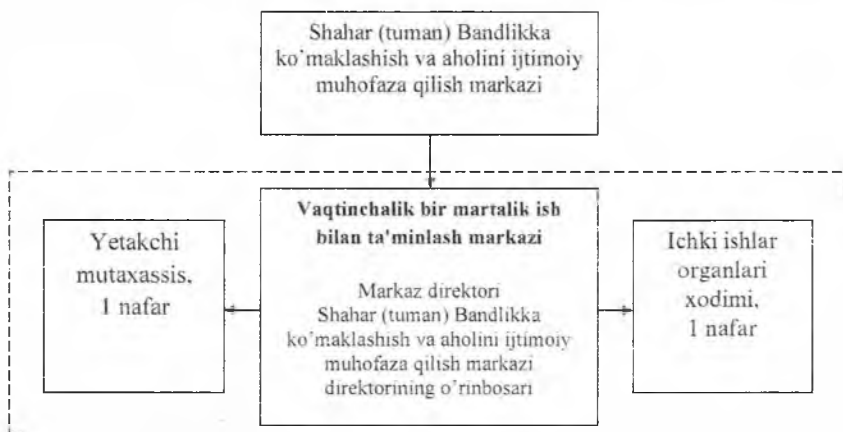 Shahar (tuman) Bandlikka
ko'maklashish va aholini ijtimoiy
muhofaza qilish markazi
Yetakchi
mutaxassis,
1 nafar
Vaqtinchalik bir martalik ish
bilan ta'minlash markazi
Markaz direktori
Shahar (tuman) Bandlikka
ko'maklashish va aholini ijtimoiy
muhofaza qilish markazi
direktorining o'rinbosari
Ichki ishlar
organlari
xodimi,
1 nafar